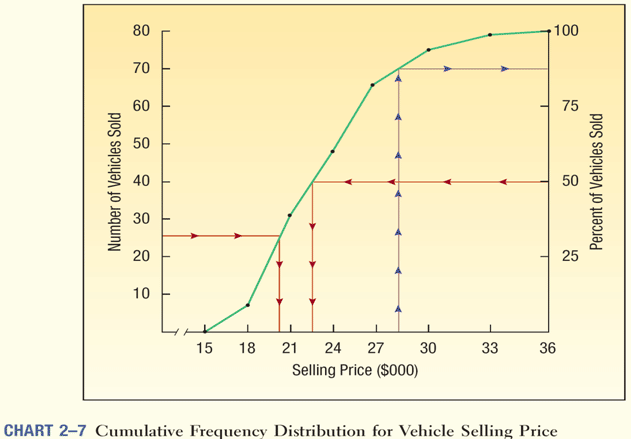 80
70
60
50
40
30
20
10
Number of Vehicles Sold
100
75
50
25
Percent of Vehicles Sold
15 18 21 24 27 30 33 36
Selling Price ($000)
CHART 2–7 Cumulative Frequency Distribution for Vehicle Selling Price